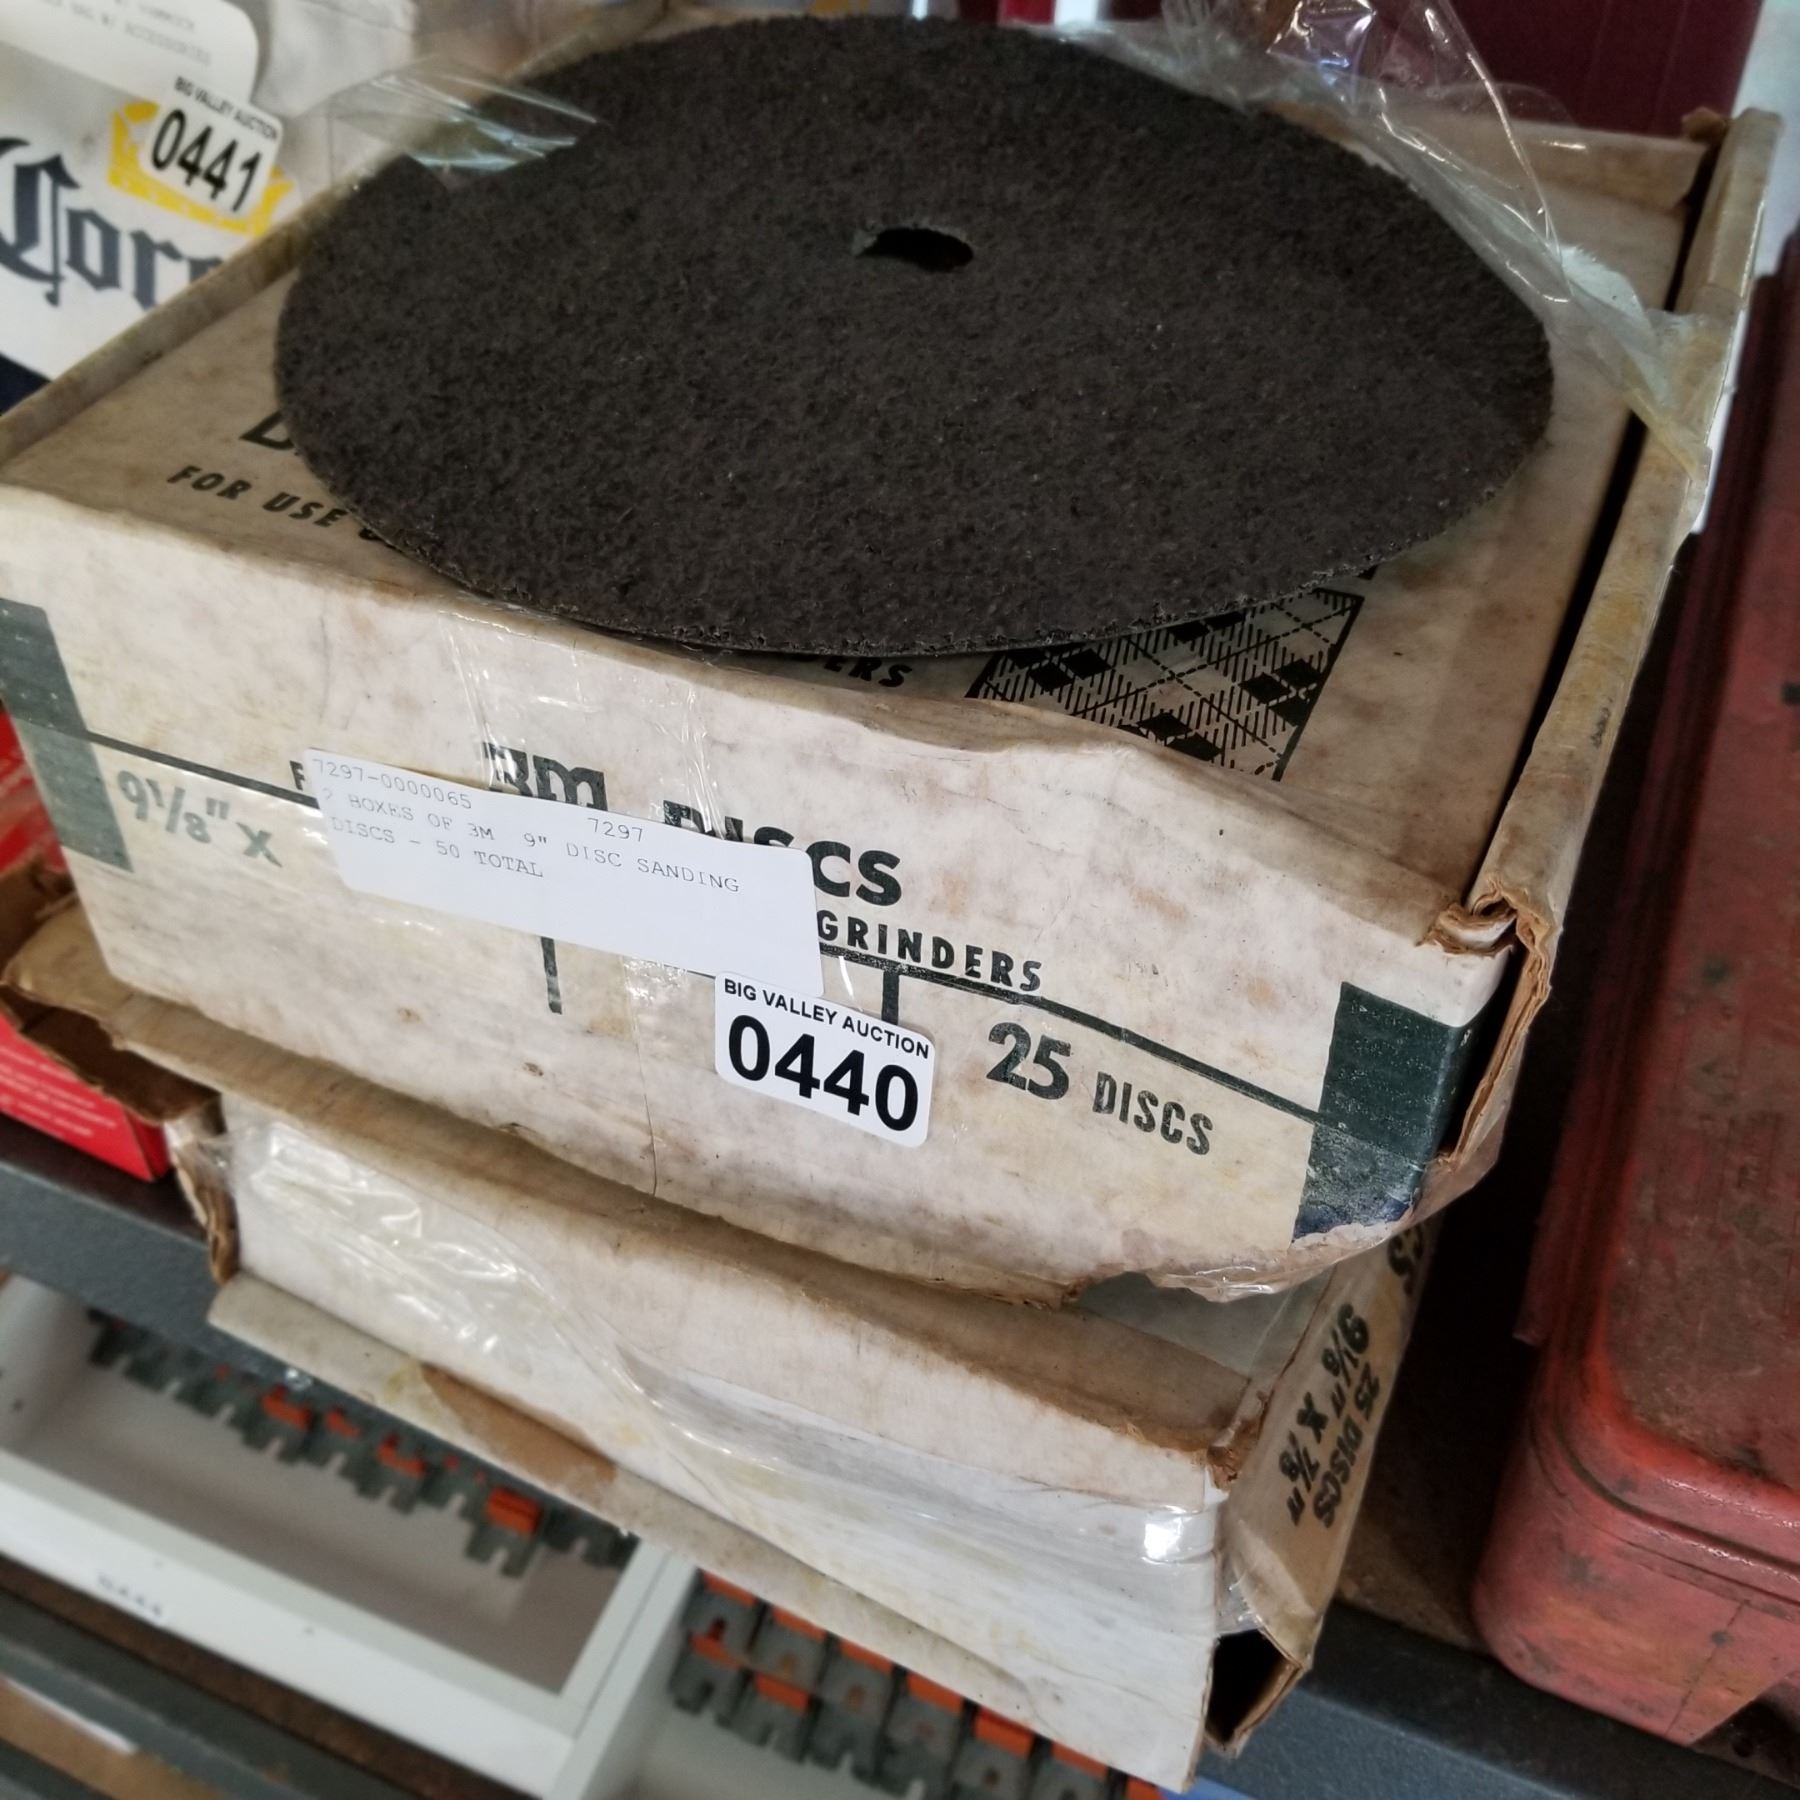 BIG VALLEY AUCTION
0441
FOR USE
ERS
3M DISCS
9 1/8" X
GRINDERS
7297-0000065 7297
2 BOXES OF 3M 9" DISC SANDING
DISCS - 50 TOTAL
BIG VALLEY AUCTION
0440
25 DISCS
25 DISCS
9 1/8" X 7/8"